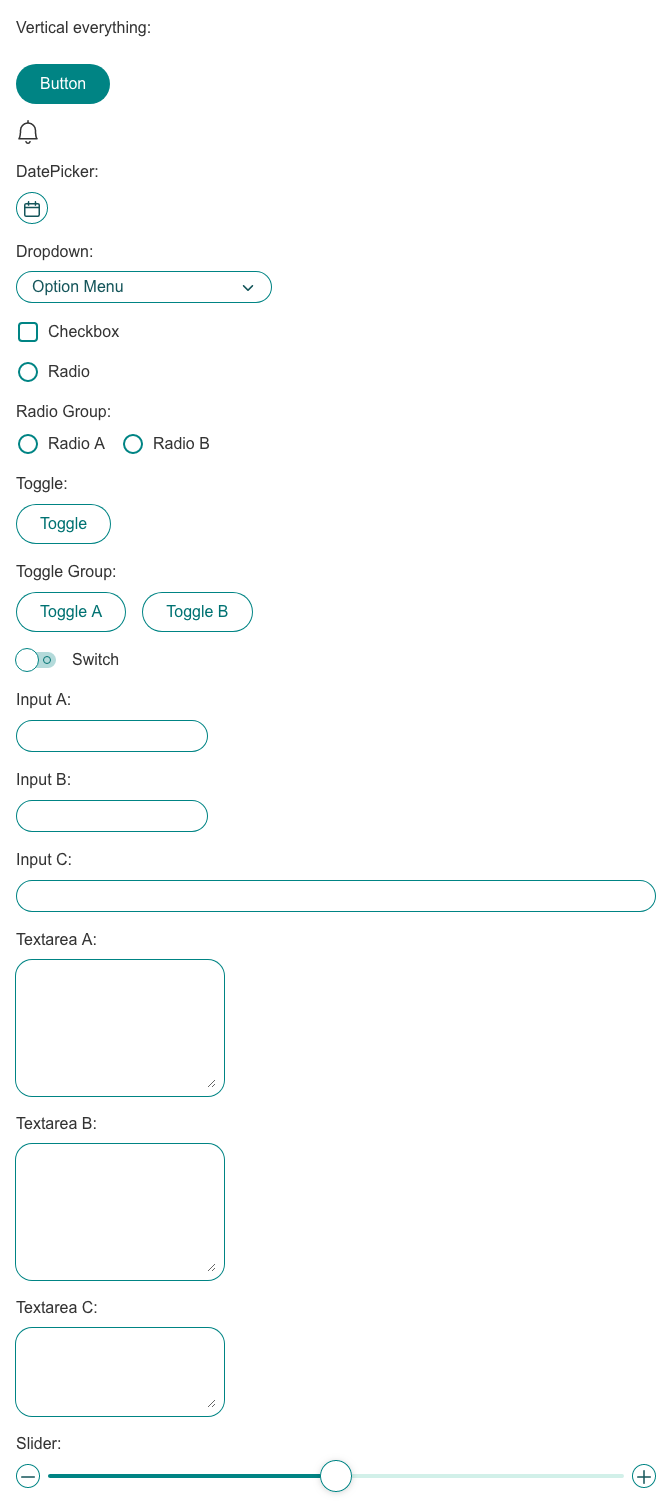 Vertical everything:
Button
DatePicker:
Dropdown:
Option Menu
Checkbox
Radio
Radio Group:
Radio A Radio B
Toggle:
Toggle
Toggle Group:
Toggle A Toggle B
Switch
Input A:
Input B:
Input C:
Textarea A:
Textarea B:
Textarea C:
Slider: